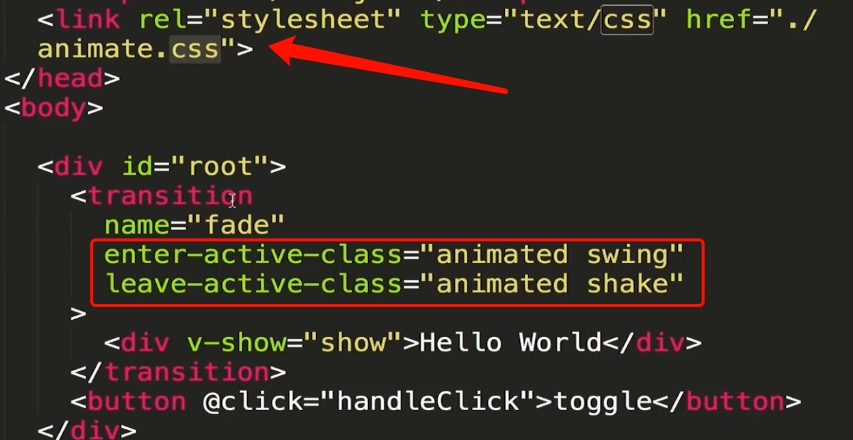 <link rel="stylesheet" type="text/css" href="./
animate.css">
</head>
<body>
<div id="root">
<transition
name="fade"
enter-active-class="animated swing"
leave-active-class="animated shake"
>
<div v-show="show">Hello World</div>
</transition>
<button @click="handleClick">toggle</button>
</div>